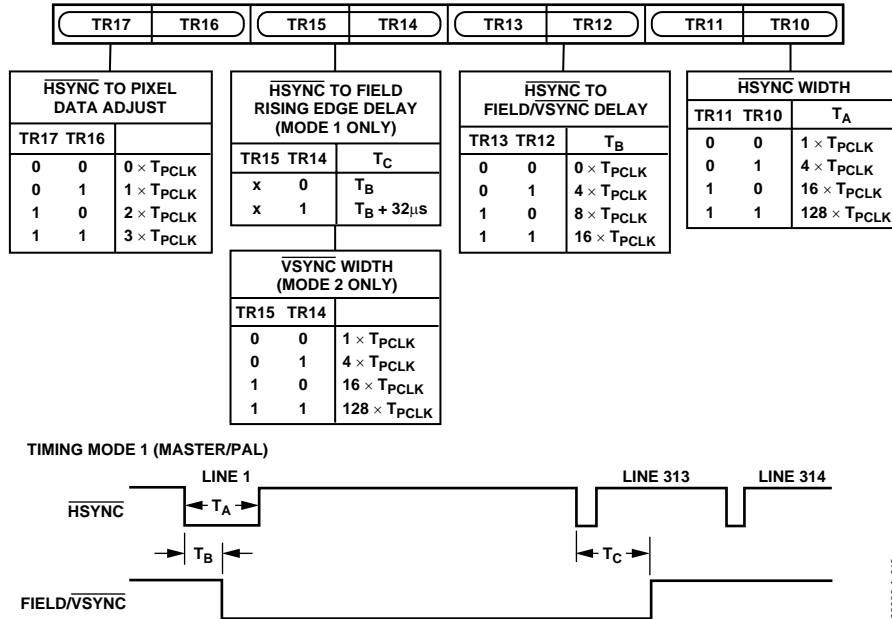 TR17 TR16 TR15 TR14 TR13 TR12 TR11 TR10
HSYNC TO PIXEL
DATA ADJUST
TR17 TR16
0 0 0 × TPCLK
0 1 1 × TPCLK
1 0 2 × TPCLK
1 1 3 × TPCLK
HSYNC TO FIELD
RISING EDGE DELAY
(MODE 1 ONLY)
TR15 TR14 TC
x 0 TB
x 1 TB + 32μs
VSYNC WIDTH
(MODE 2 ONLY)
TR15 TR14
0 0 1 × TPCLK
0 1 4 × TPCLK
1 0 16 × TPCLK
1 1 128 × TPCLK
HSYNC TO
FIELD/VSYNC DELAY
TR13 TR12 TB
0 0 0 × TPCLK
0 1 4 × TPCLK
1 0 8 × TPCLK
1 1 16 × TPCLK
HSYNC WIDTH
TR11 TR10 TA
0 0 1 × TPCLK
0 1 4 × TPCLK
1 0 16 × TPCLK
1 1 128 × TPCLK
TIMING MODE 1 (MASTER/PAL)
LINE 1 LINE 313 LINE 314
HSYNC TA
TB TC
FIELD/VSYNC